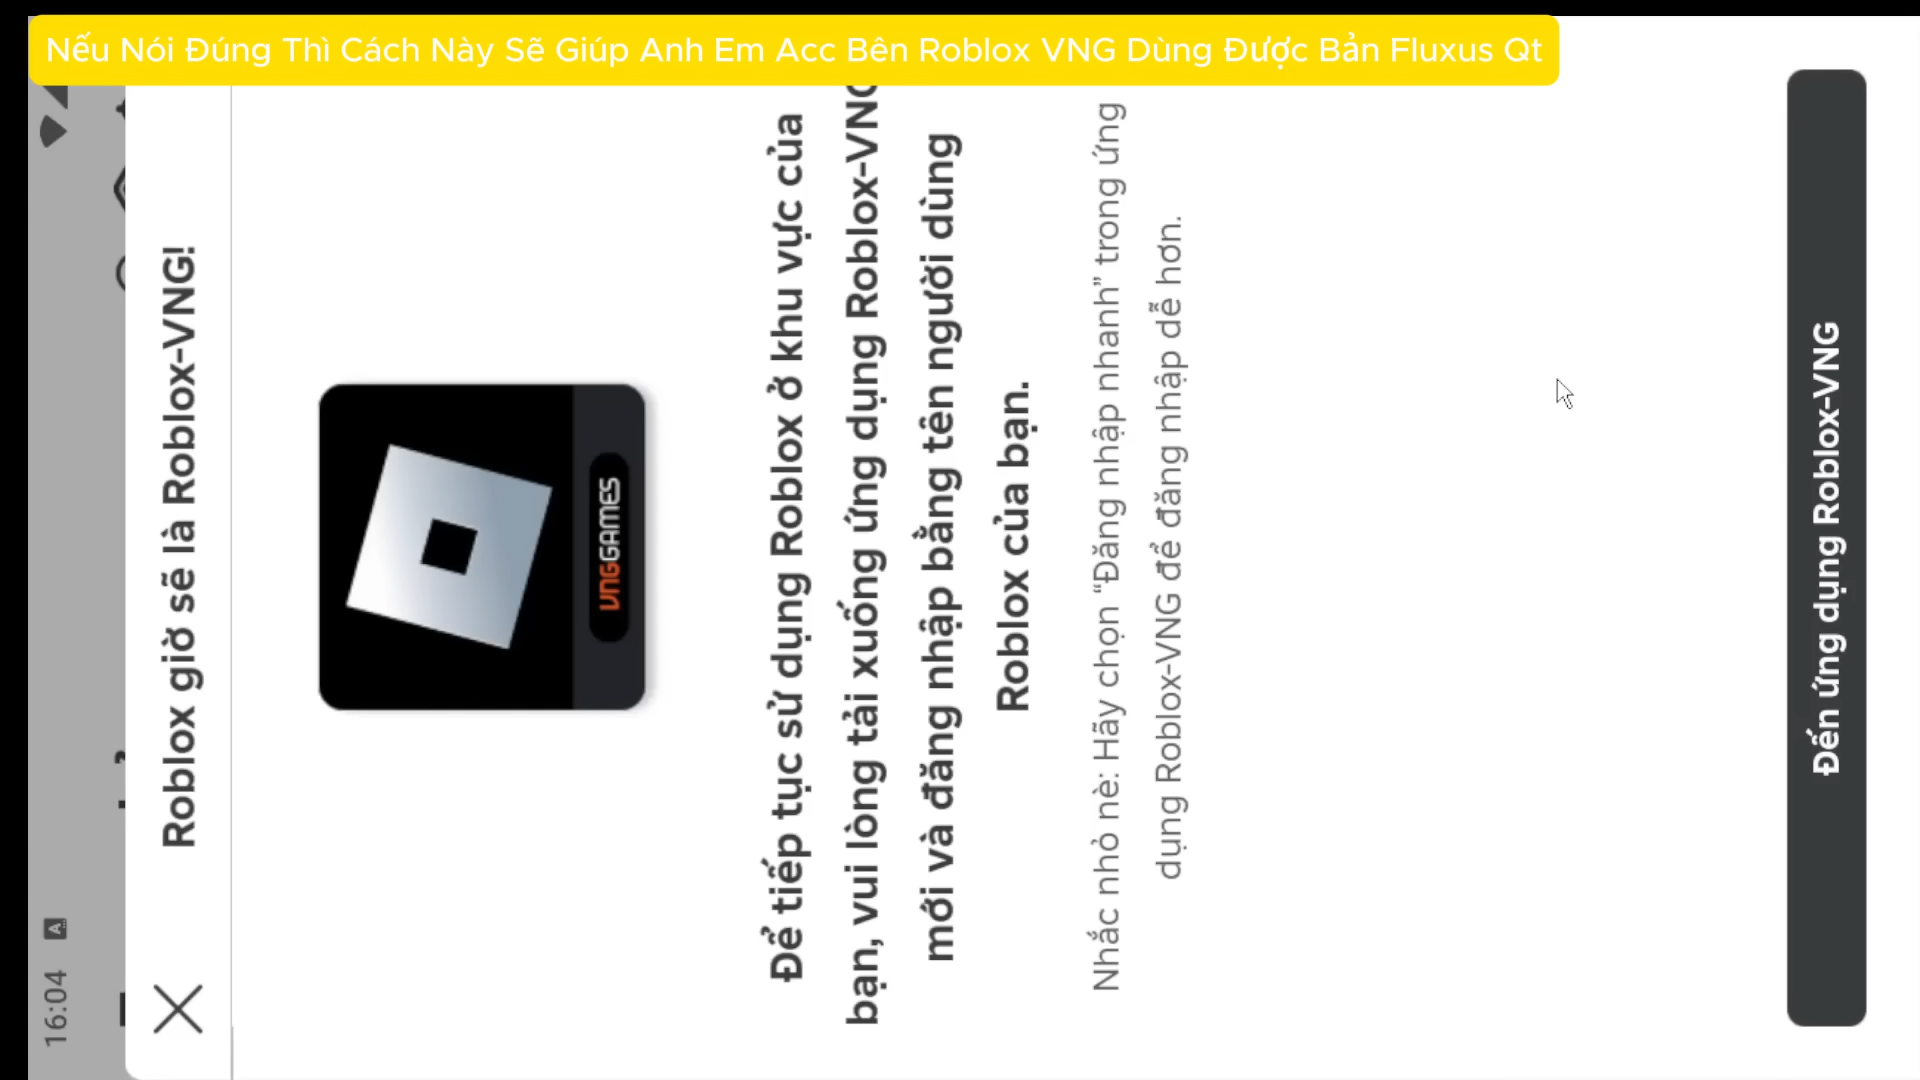 Nếu Nói Đúng Thì Cách Này Sẽ Giúp Anh Em Acc Bên Roblox VNG Dùng Được Bản Fluxus Qt
16:04
A
Roblox giờ sẽ là Roblox-VNG!
VNGGAMES
Để tiếp tục sử dụng Roblox ở khu vực của
bạn, vui lòng tải xuống ứng dụng Roblox-VNG
mới và đăng nhập bằng tên người dùng
Roblox của bạn.
Nhắc nhỏ nè: Hãy chọn “Đăng nhập nhanh” trong ứng
dụng Roblox-VNG để đăng nhập dễ hơn.
Đến ứng dụng Roblox-VNG